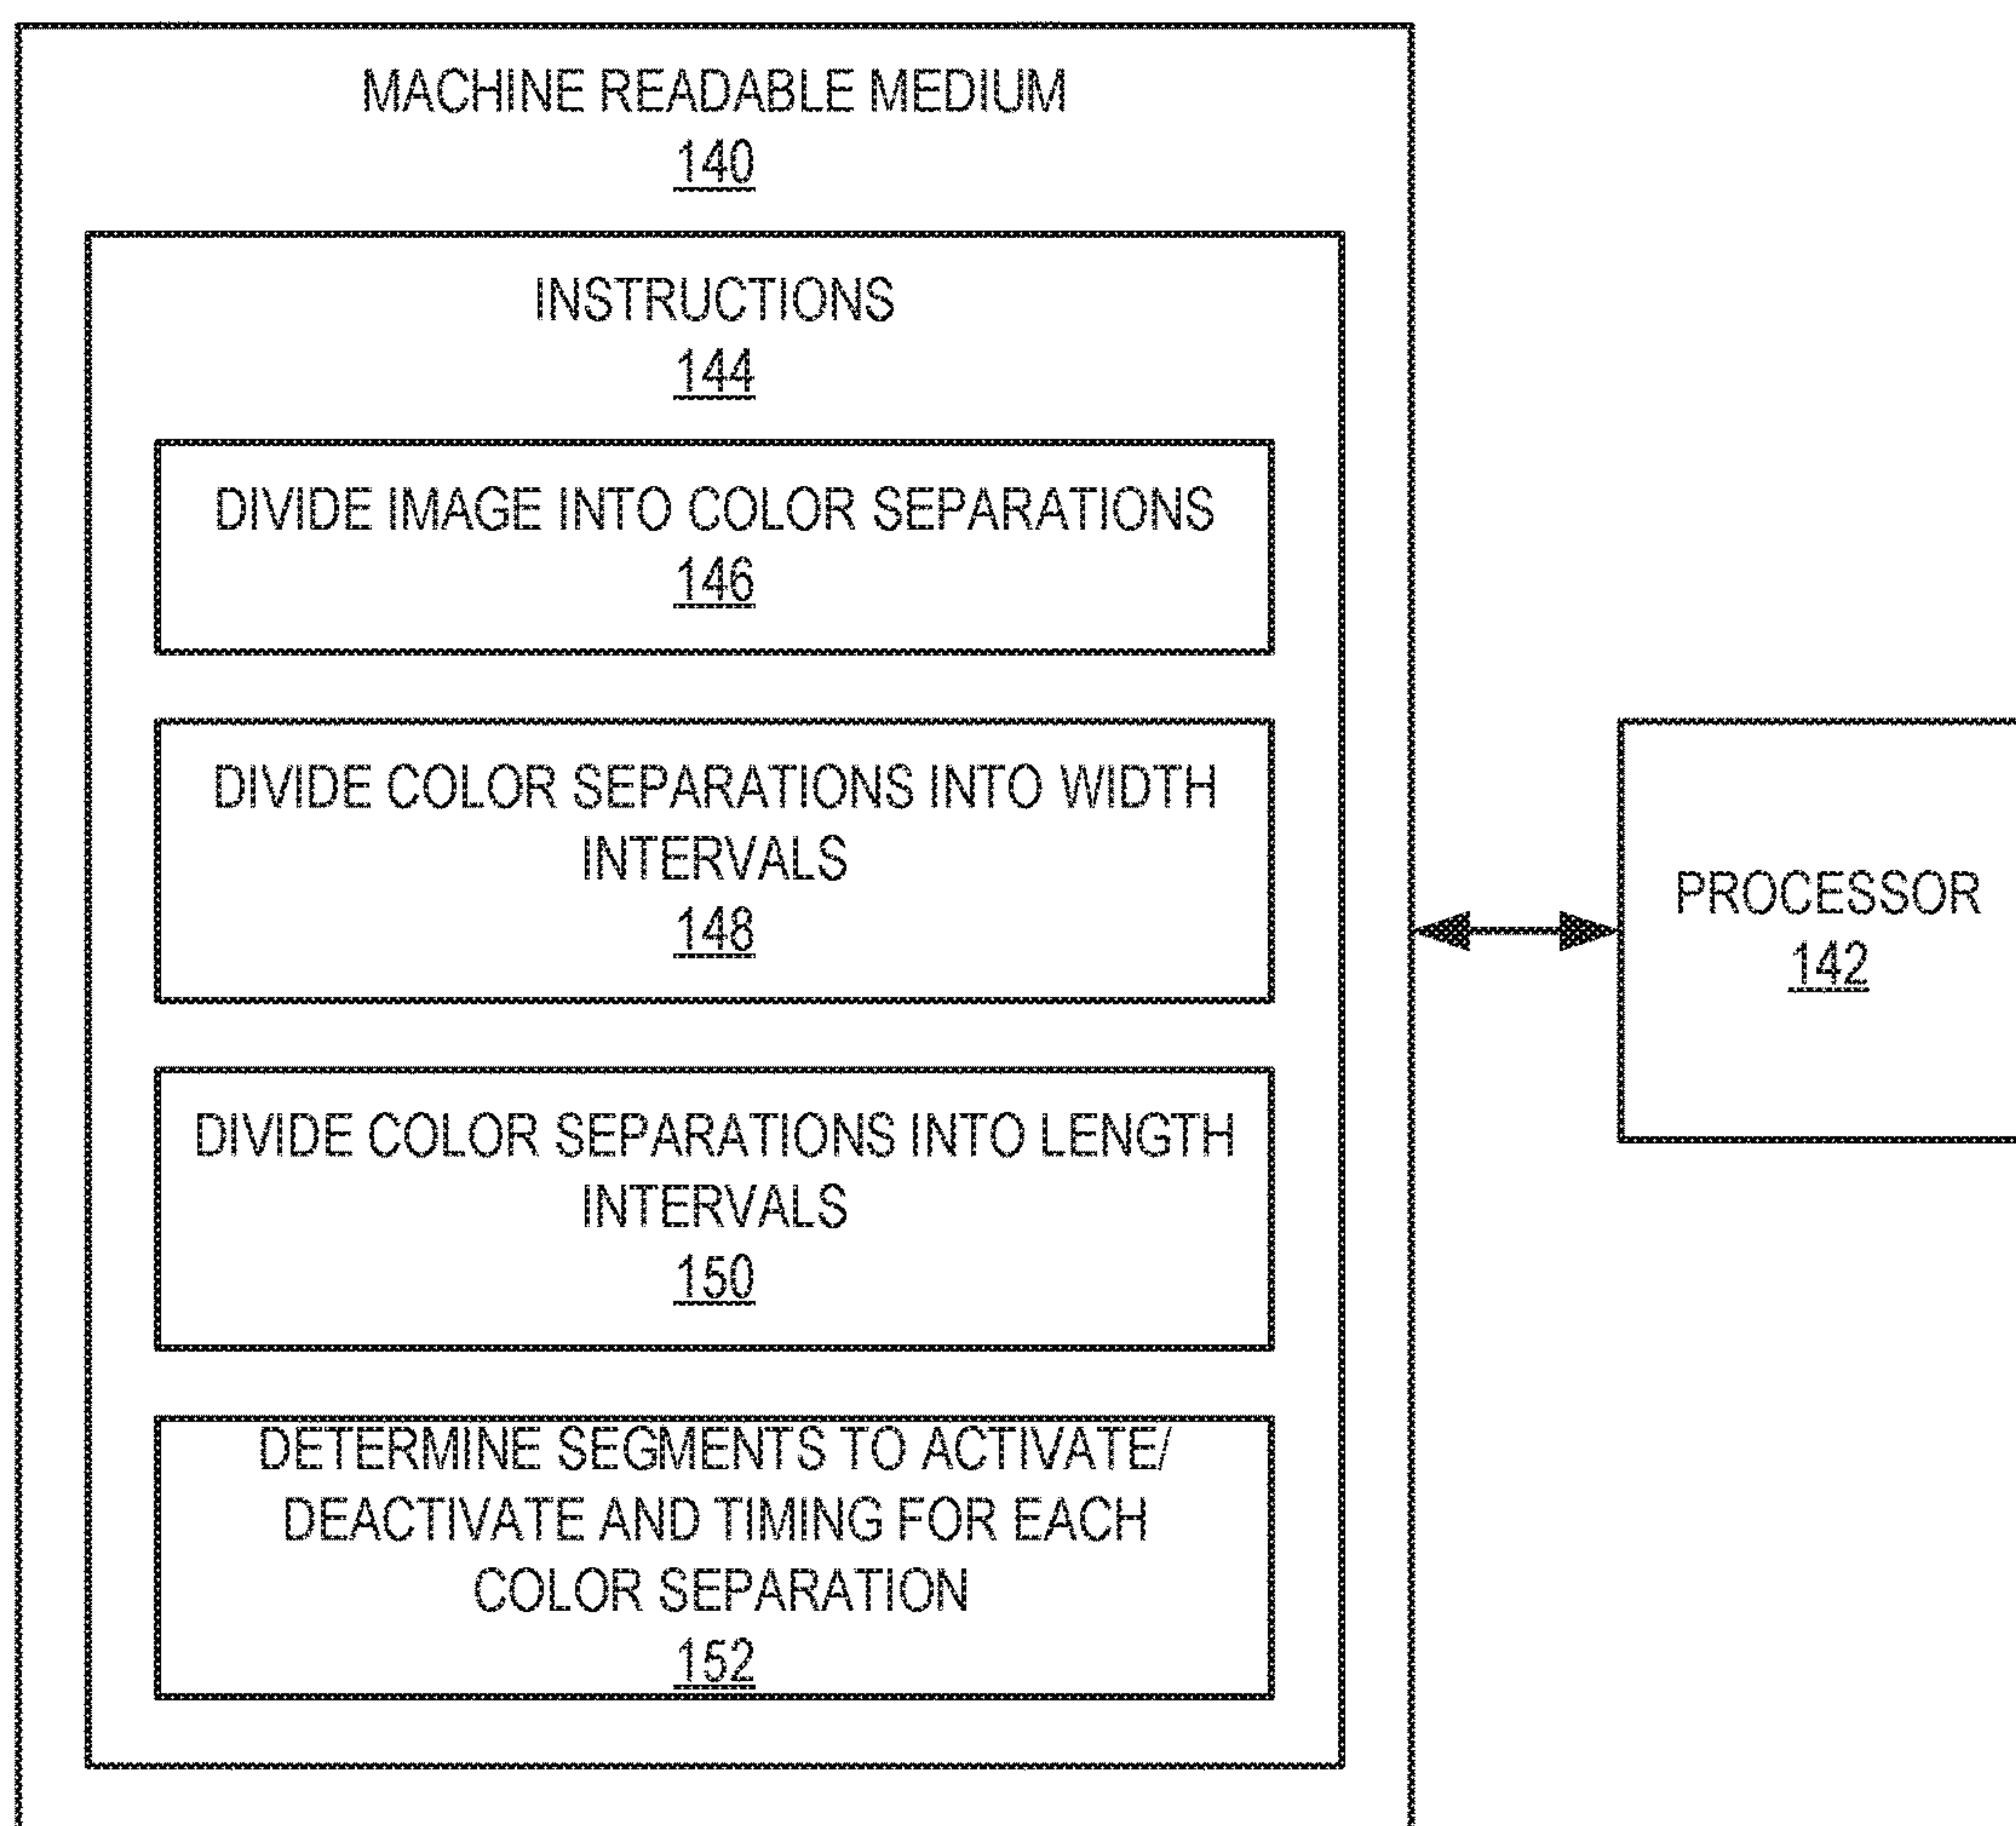 MACHINE READABLE MEDIUM
140
INSTRUCTIONS
144
DIVIDE IMAGE INTO COLOR SEPARATIONS
146
DIVIDE COLOR SEPARATIONS INTO WIDTH
INTERVALS
148
DIVIDE COLOR SEPARATIONS INTO LENGTH
INTERVALS
150
DETERMINE SEGMENTS TO ACTIVATE/
DEACTIVATE AND TIMING FOR EACH
COLOR SEPARATION
152
PROCESSOR
142